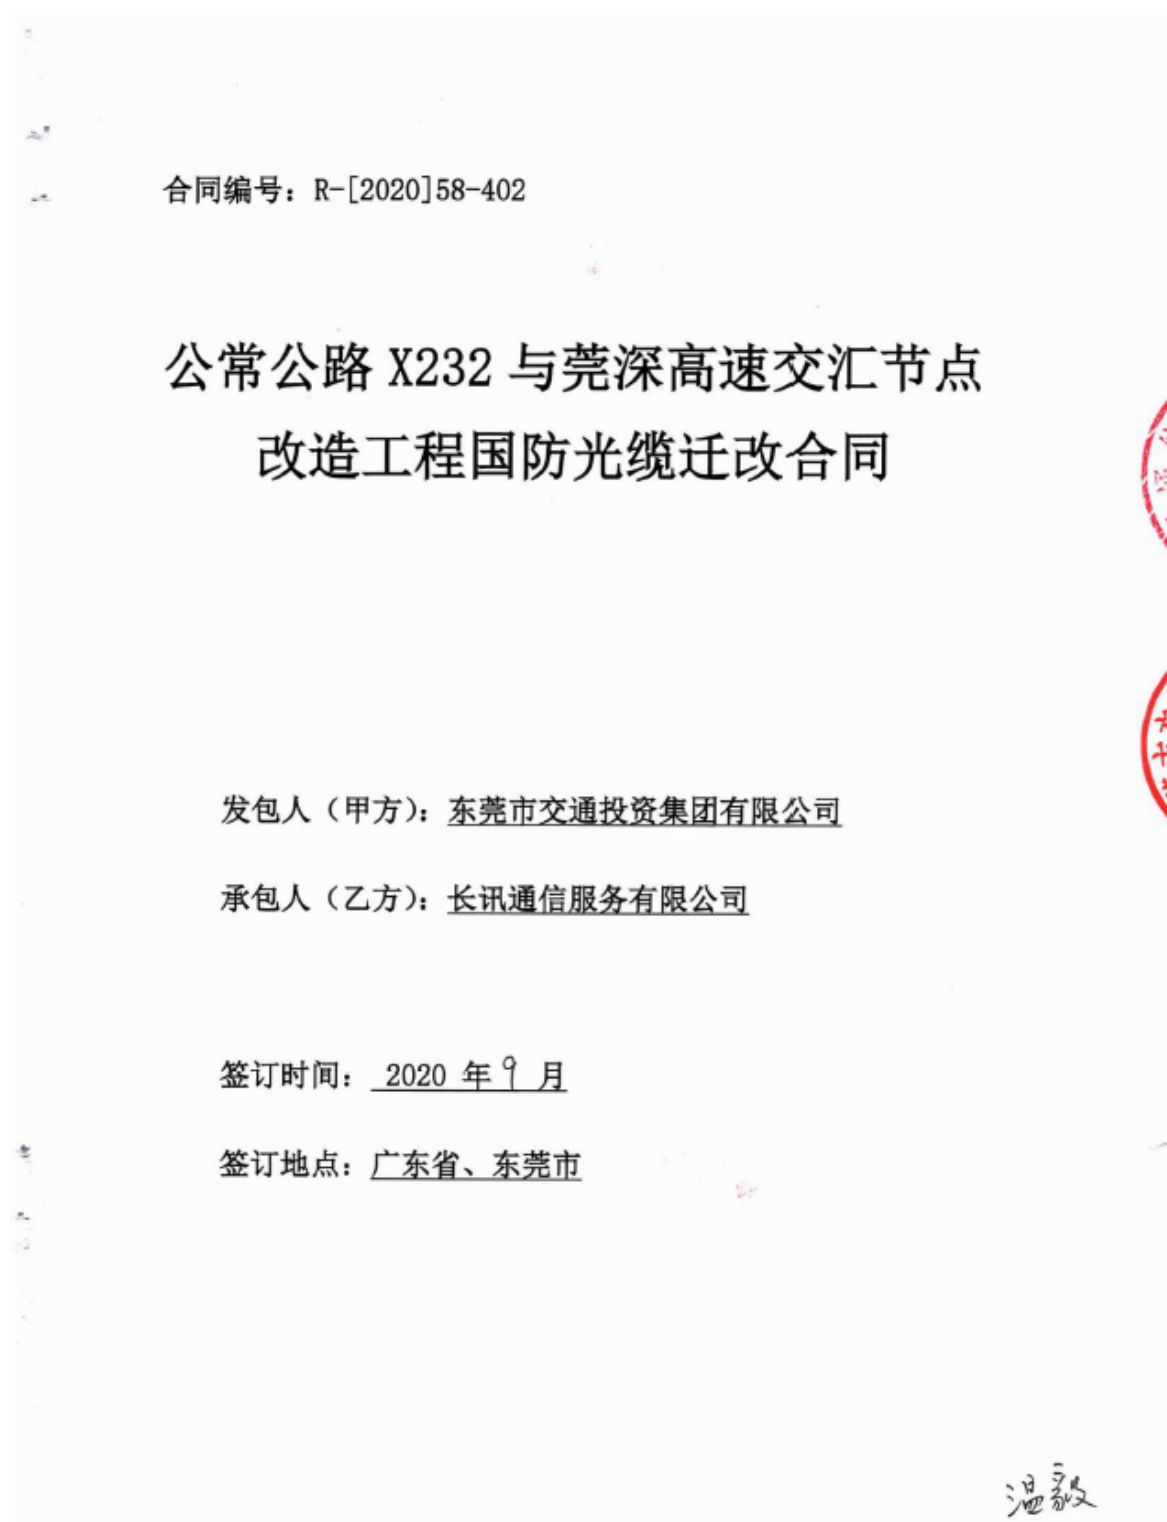 合同编号：R-[2020]58-402
公常公路 X232 与莞深高速交汇节点
改造工程国防光缆迁改合同
发包人（甲方）：东莞市交通投资集团有限公司
承包人（乙方）：长讯通信服务有限公司
签订时间： 2020 年 9 月
签订地点：广东省、东莞市
温毅